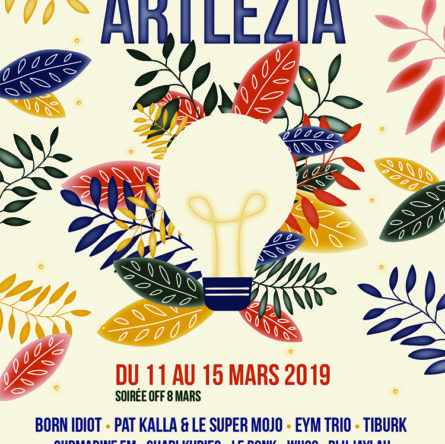 ARTLEZIA
DU 11 AU 15 MARS 2019
SOIRÉE OFF 8 MARS
BORN IDIOT • PAT KALLA & LE SUPER MOJO • EYM TRIO • TIBURK